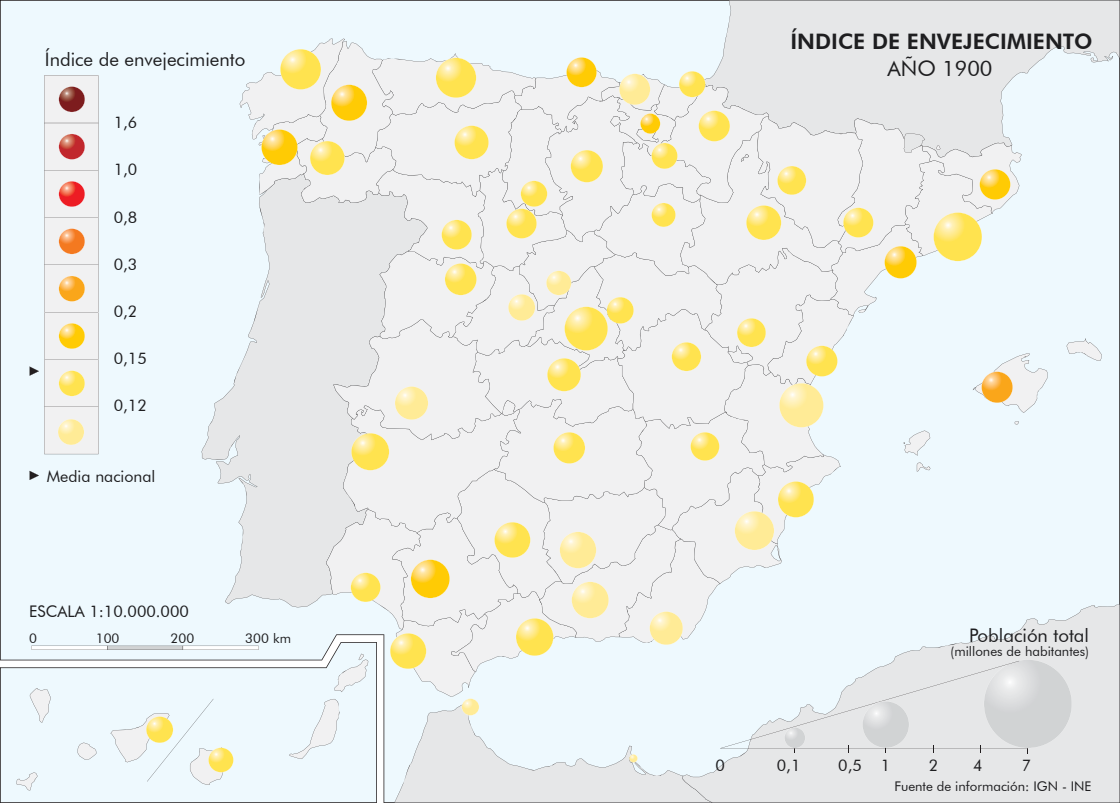 ÍNDICE DE ENVEJECIMIENTO
AÑO 1900
Índice de envejecimiento
1,6
1,0
0,8
0,3
0,2
0,15
0,12
Media nacional
ESCALA 1:10.000.000
0 100 200 300 km
Población total
(millones de habitantes)
0 0,1 0,5 1 2 4 7
Fuente de información: IGN - INE